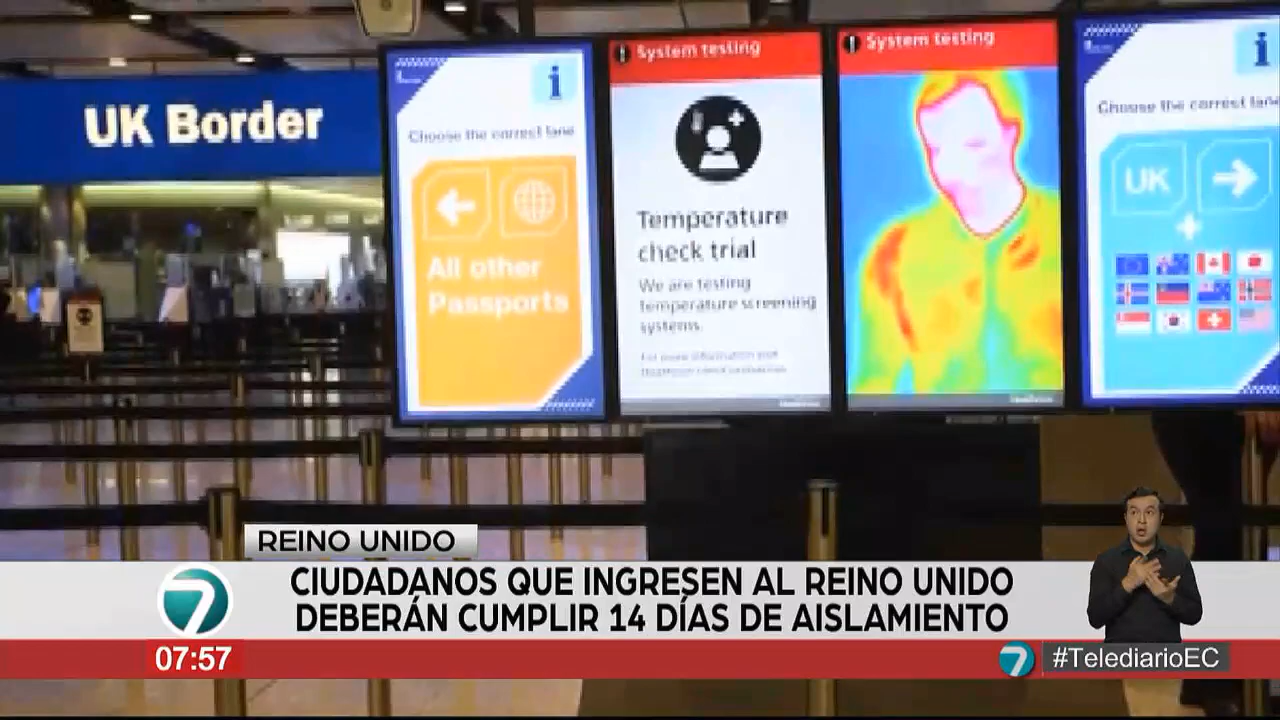 UK Border
i
Choose the correct lane
All other
Passports
System testing
Temperature
check trial
We are testing
temperature screening
systems.
System testing
i
Choose the correct lane
UK
+
REINO UNIDO
7
CIUDADANOS QUE INGRESEN AL REINO UNIDO
DEBERÁN CUMPLIR 14 DÍAS DE AISLAMIENTO
07:57
7 #TelediarioEC